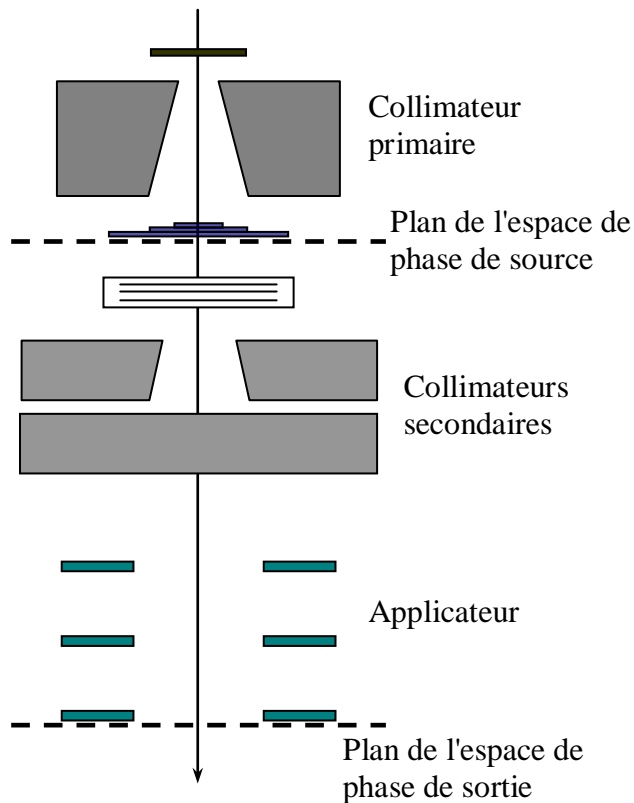 Collimateur
primaire
Plan de l'espace de
phase de source
Collimateurs
secondaires
Applicateur
Plan de l'espace de
phase de sortie